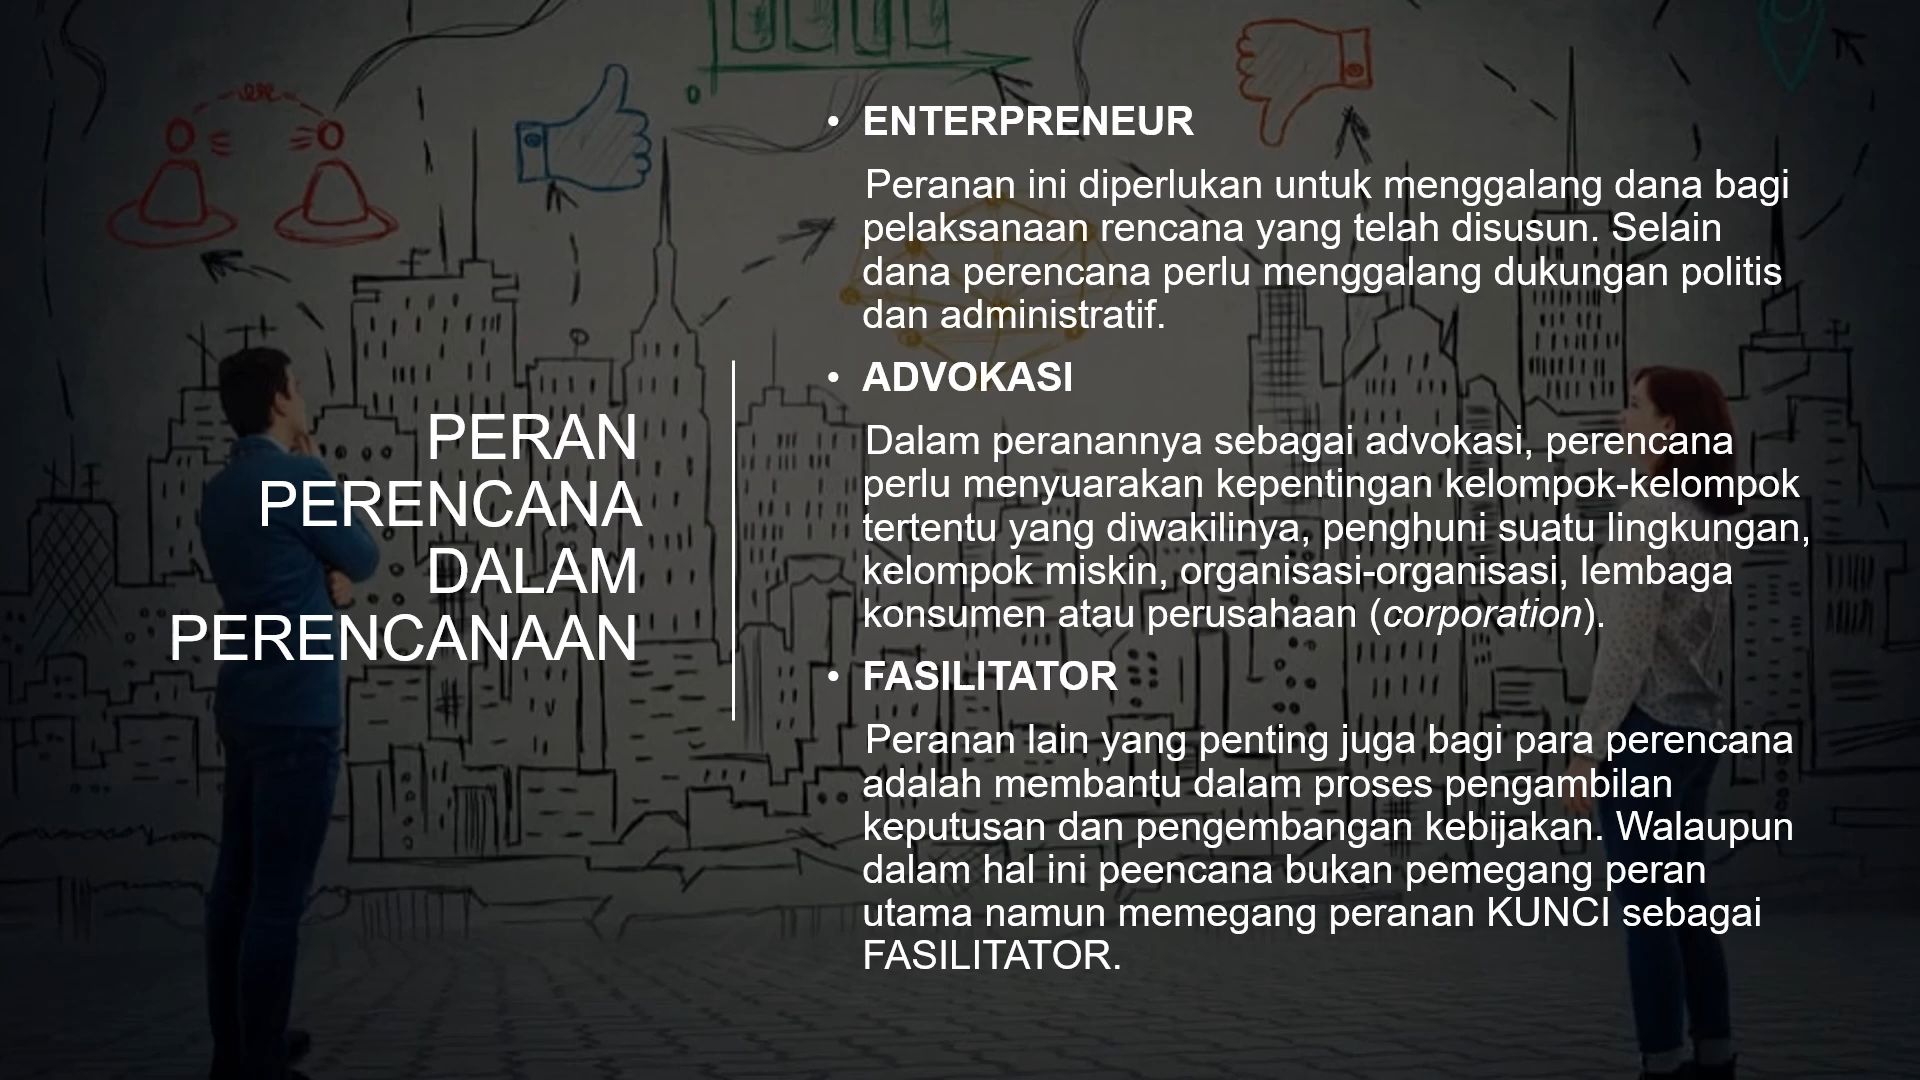 PERAN
PERENCANA
DALAM
PERENCANAAN
• ENTERPRENEUR
Peranan ini diperlukan untuk menggalang dana bagi
pelaksanaan rencana yang telah disusun. Selain
dana perencana perlu menggalang dukungan politis
dan administratif.
• ADVOKASI
Dalam peranannya sebagai advokasi, perencana
perlu menyuarakan kepentingan kelompok-kelompok
tertentu yang diwakilinya, penghuni suatu lingkungan,
kelompok miskin, organisasi-organisasi, lembaga
konsumen atau perusahaan (corporation).
• FASILITATOR
Peranan lain yang penting juga bagi para perencana
adalah membantu dalam proses pengambilan
keputusan dan pengembangan kebijakan. Walaupun
dalam hal ini peencana bukan pemegang peran
utama namun memegang peranan KUNCI sebagai
FASILITATOR.